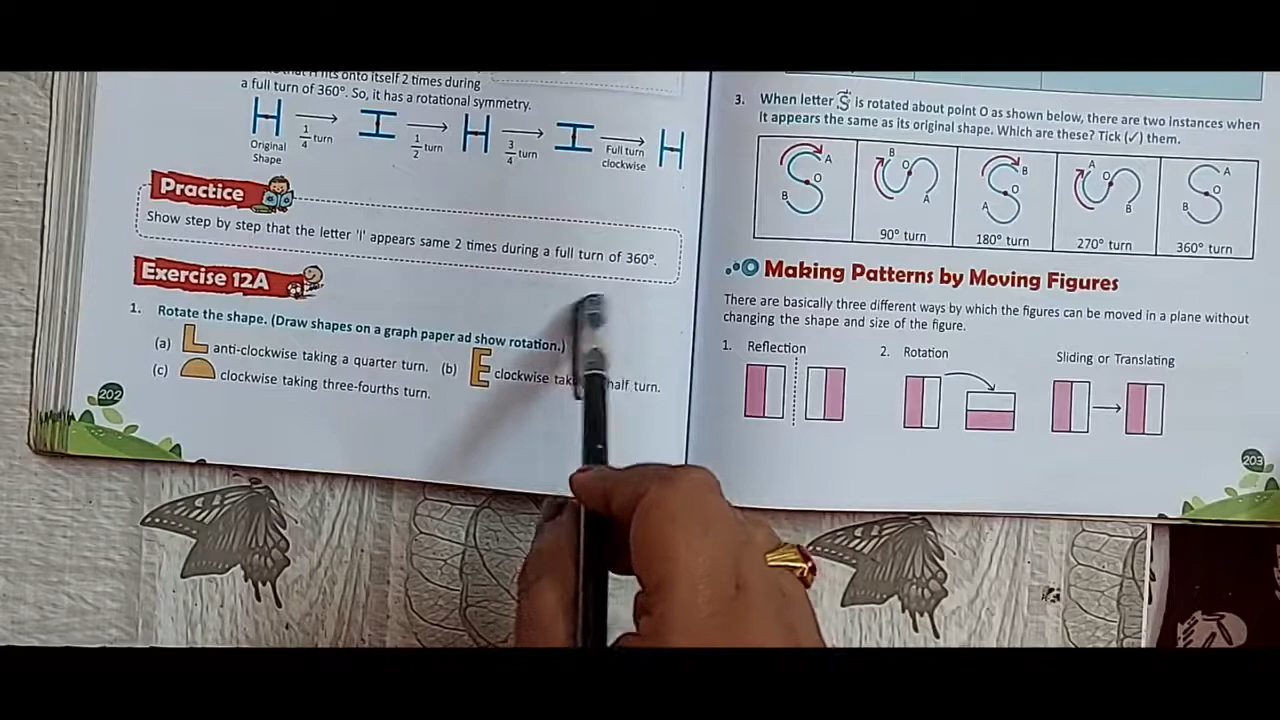 fits onto itself 2 times during
a full turn of 360°. So, it has a rotational symmetry.
H I H I H
Original Shape
1/4 turn
1/2 turn
3/4 turn
Full turn clockwise
Practice
Show step by step that the letter 'I' appears same 2 times during a full turn of 360°.
Exercise 12A
1. Rotate the shape. (Draw shapes on a graph paper ad show rotation.)
(a) L anti-clockwise taking a quarter turn. (b) E clockwise half turn.
(c) clockwise taking three-fourths turn.
202
3. When letter S is rotated about point O as shown below, there are two instances when
it appears the same as its original shape. Which are these? Tick (✓) them.
A O B
B O A 90° turn
B O A 180° turn
A O B 270° turn
A O B 360° turn
Making Patterns by Moving Figures
There are basically three different ways by which the figures can be moved in a plane without
changing the shape and size of the figure.
1. Reflection
2. Rotation
Sliding or Translating
203